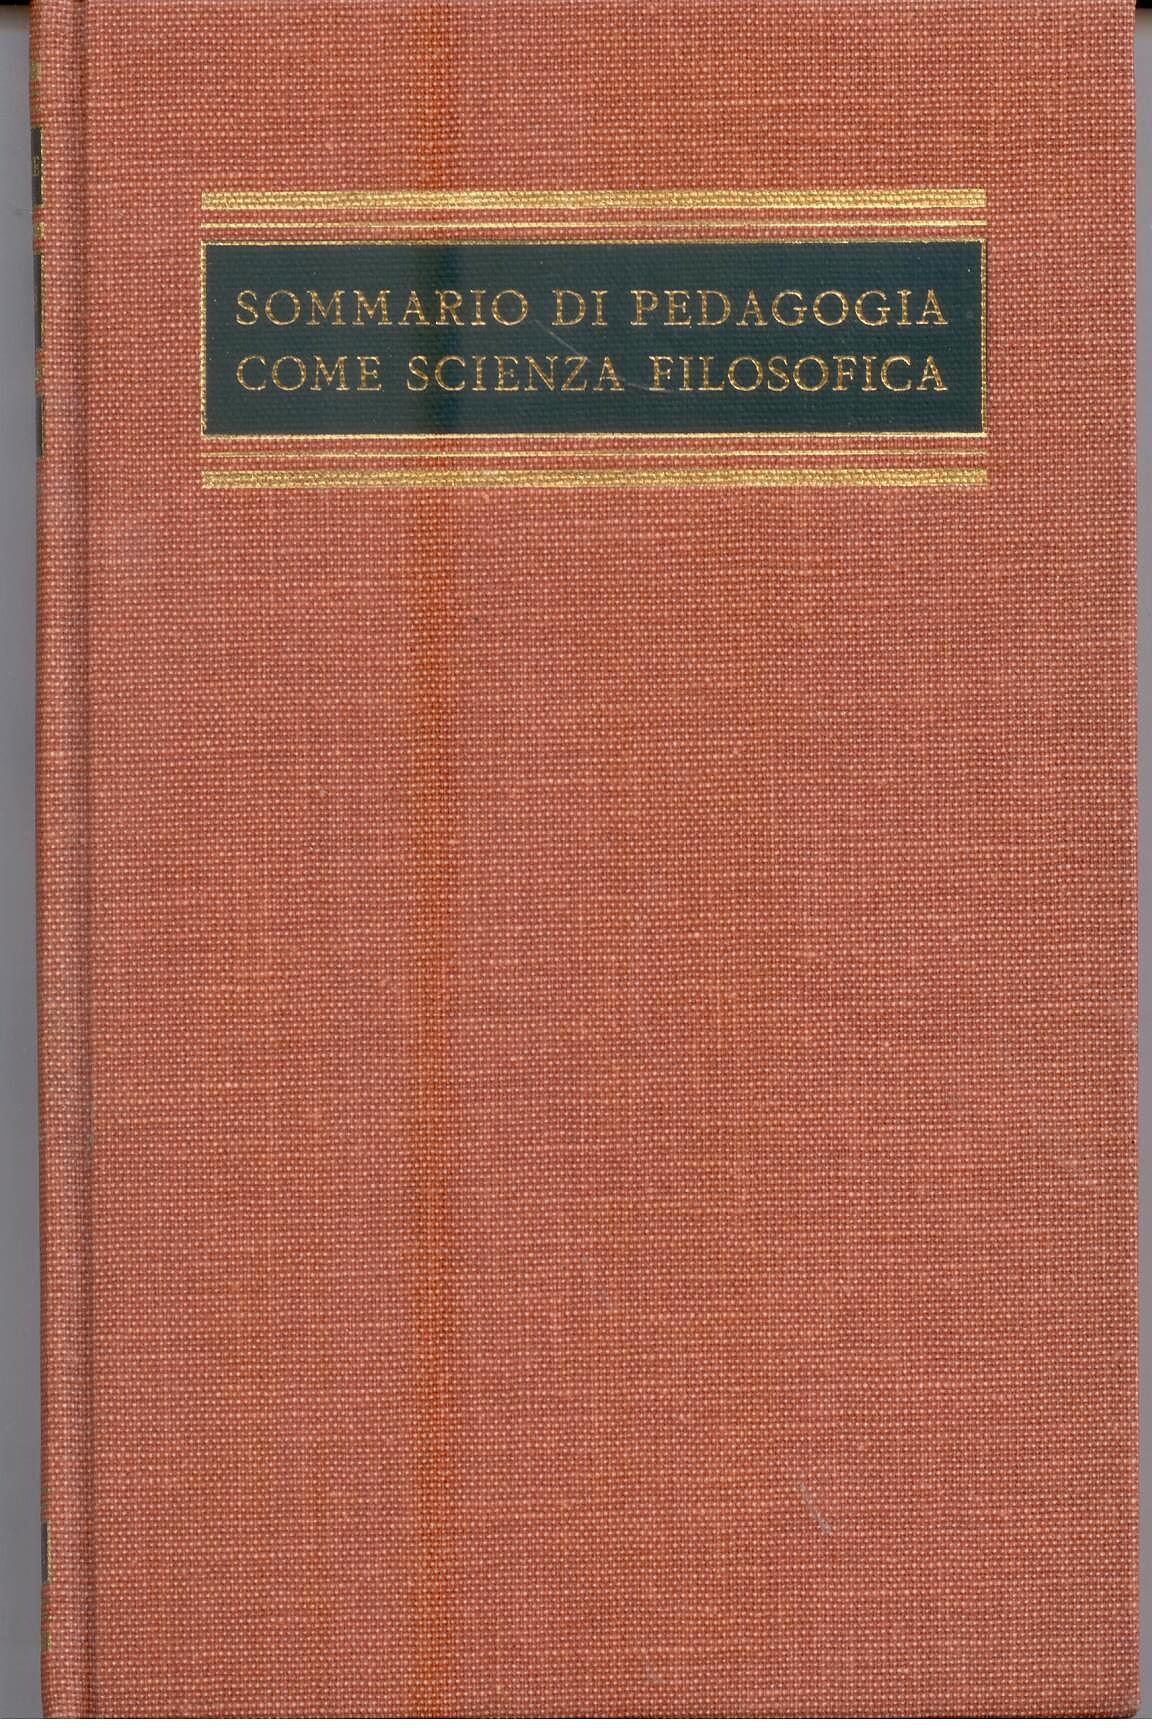 SOMMARIO DI PEDAGOGIA
COME SCIENZA FILOSOFICA